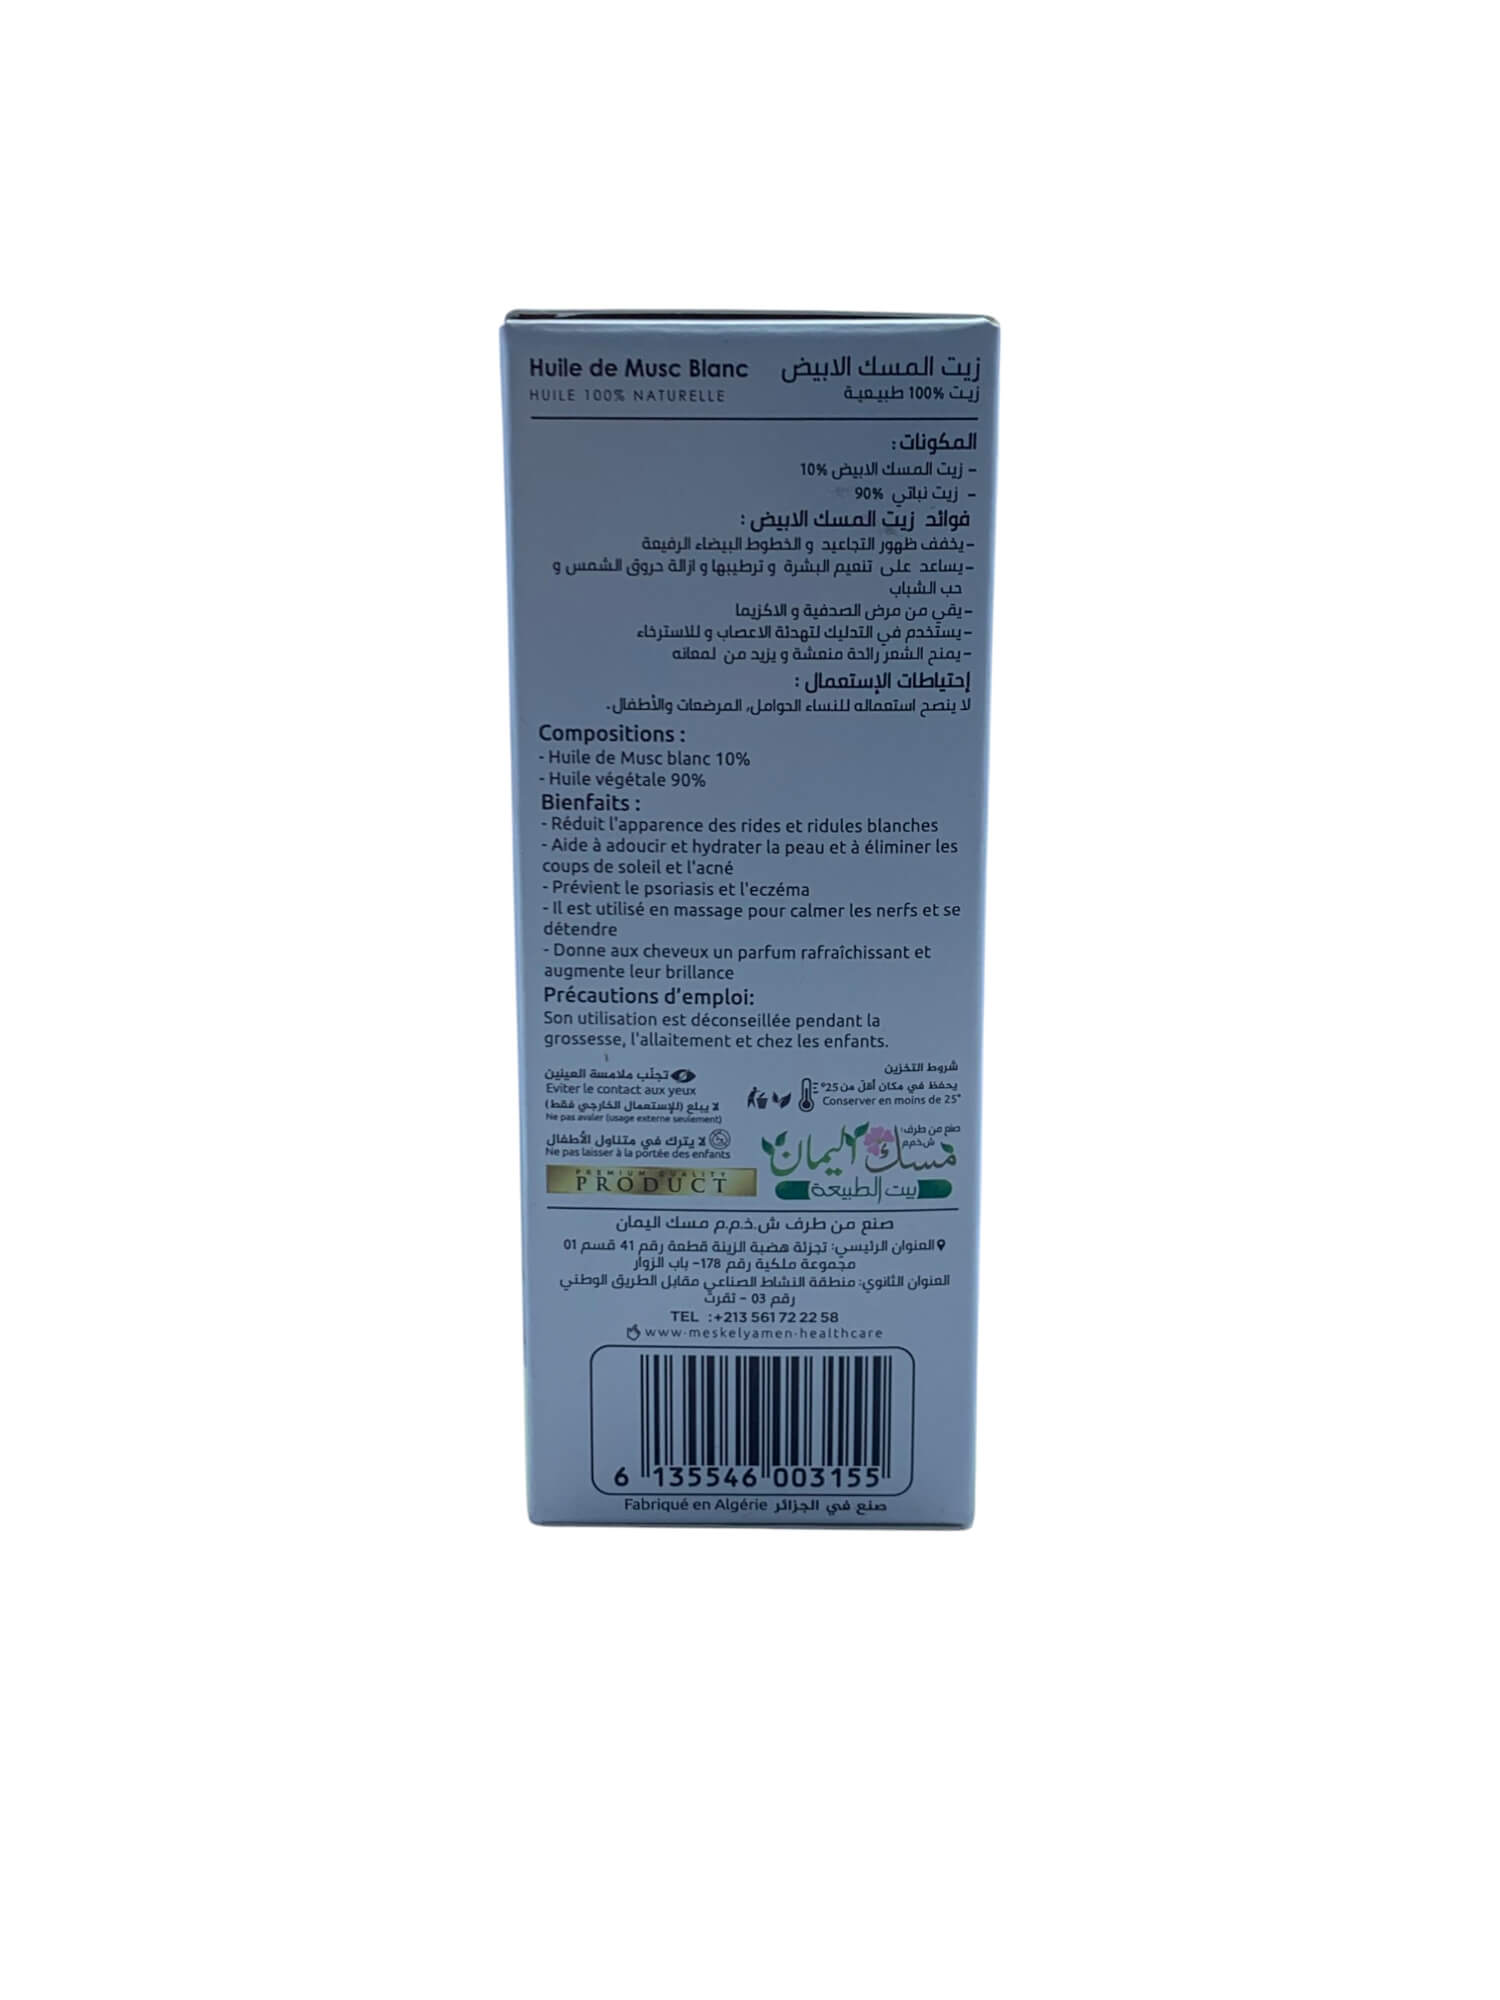 Huile de Musc Blanc زيت المسك الابيض
HUILE 100% NATURELLE زيت 100% طبيعية
المكونات :
- زيت المسك الابيض 10%
- زيت نباتي 90%
فوائد زيت المسك الابيض :
-يخفف ظهور التجاعيد و الخطوط البيضاء الرفيعة
-يساعد على تنعيم البشرة و ترطيبها و ازالة حروق الشمس و
حب الشباب
-يقي من مرض الصدفية و الاكزيما
-يستخدم في التدليك لتهدئة الاعصاب و للاسترخاء
-يمنح الشعر رائحة منعشة و يزيد من لمعانه
إحتياطات الإستعمال :
لا ينصح استعماله للنساء الحوامل, المرضعات والأطفال.
Compositions :
- Huile de Musc blanc 10%
- Huile végétale 90%
Bienfaits :
- Réduit l'apparence des rides et ridules blanches
- Aide à adoucir et hydrater la peau et à éliminer les
coups de soleil et l'acné
- Prévient le psoriasis et l'eczéma
- Il est utilisé en massage pour calmer les nerfs et se
détendre
- Donne aux cheveux un parfum rafraîchissant et
augmente leur brillance
Précautions d'emploi:
Son utilisation est déconseillée pendant la
grossesse, l'allaitement et chez les enfants.
تجنّب ملامسة العينين
Eviter le contact aux yeux
لا يبلع (للإستعمال الخارجي فقط)
Ne pas avaler (usage externe seulement)
لا يترك في متناول الأطفال
Ne pas laisser à la portée des enfants
PREMIUM QUALITY
PRODUCT
شروط التخزين
يحفظ في مكان أقل من 25°
Conserver en moins de 25°
صنع من طرف:
ش.خ.م.م
مسك اليمان
بيت الطبيعة
صنع من طرف ش.خ.م.م مسك اليمان
العنوان الرئيسي: تجزئة هضبة الزينة قطعة رقم 41 قسم 01
مجموعة ملكية رقم 178- باب الزوار
العنوان الثانوي: منطقة النشاط الصناعي مقابل الطريق الوطني
رقم 03 - تقرت
TEL :+213 561 72 22 58
www-meskelyamen-healthcare
6 135546 003155
Fabriqué en Algérie صنع في الجزائر